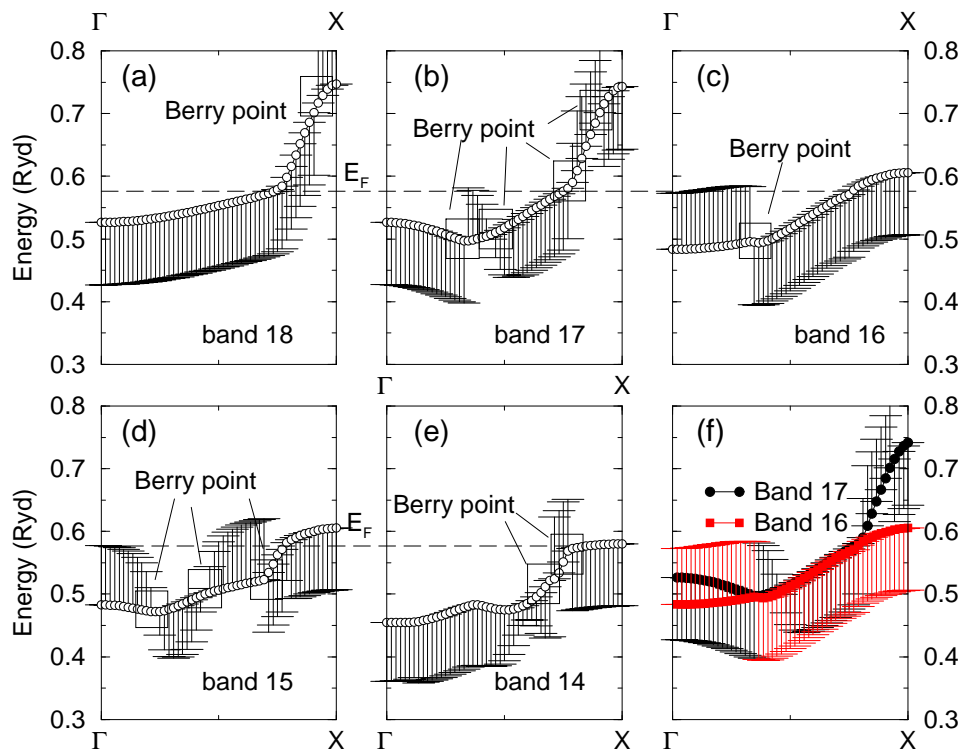 Γ X X
0.8 (a) (b) (c) 0.8
0.7 Berry point Berry point 0.7
0.6 Berry point 0.6
E_F
0.5 0.5
0.4 0.4
band 18 band 17 band 16
0.3 0.3
Energy (Ryd)
Γ X
0.8 (d) (e) (f) 0.8
0.7 Berry point Berry point Band 17 0.7
0.6 Band 16 0.6
E_F
0.5 0.5
0.4 0.4
band 15 band 14
0.3 0.3
Energy (Ryd)
Γ X Γ X